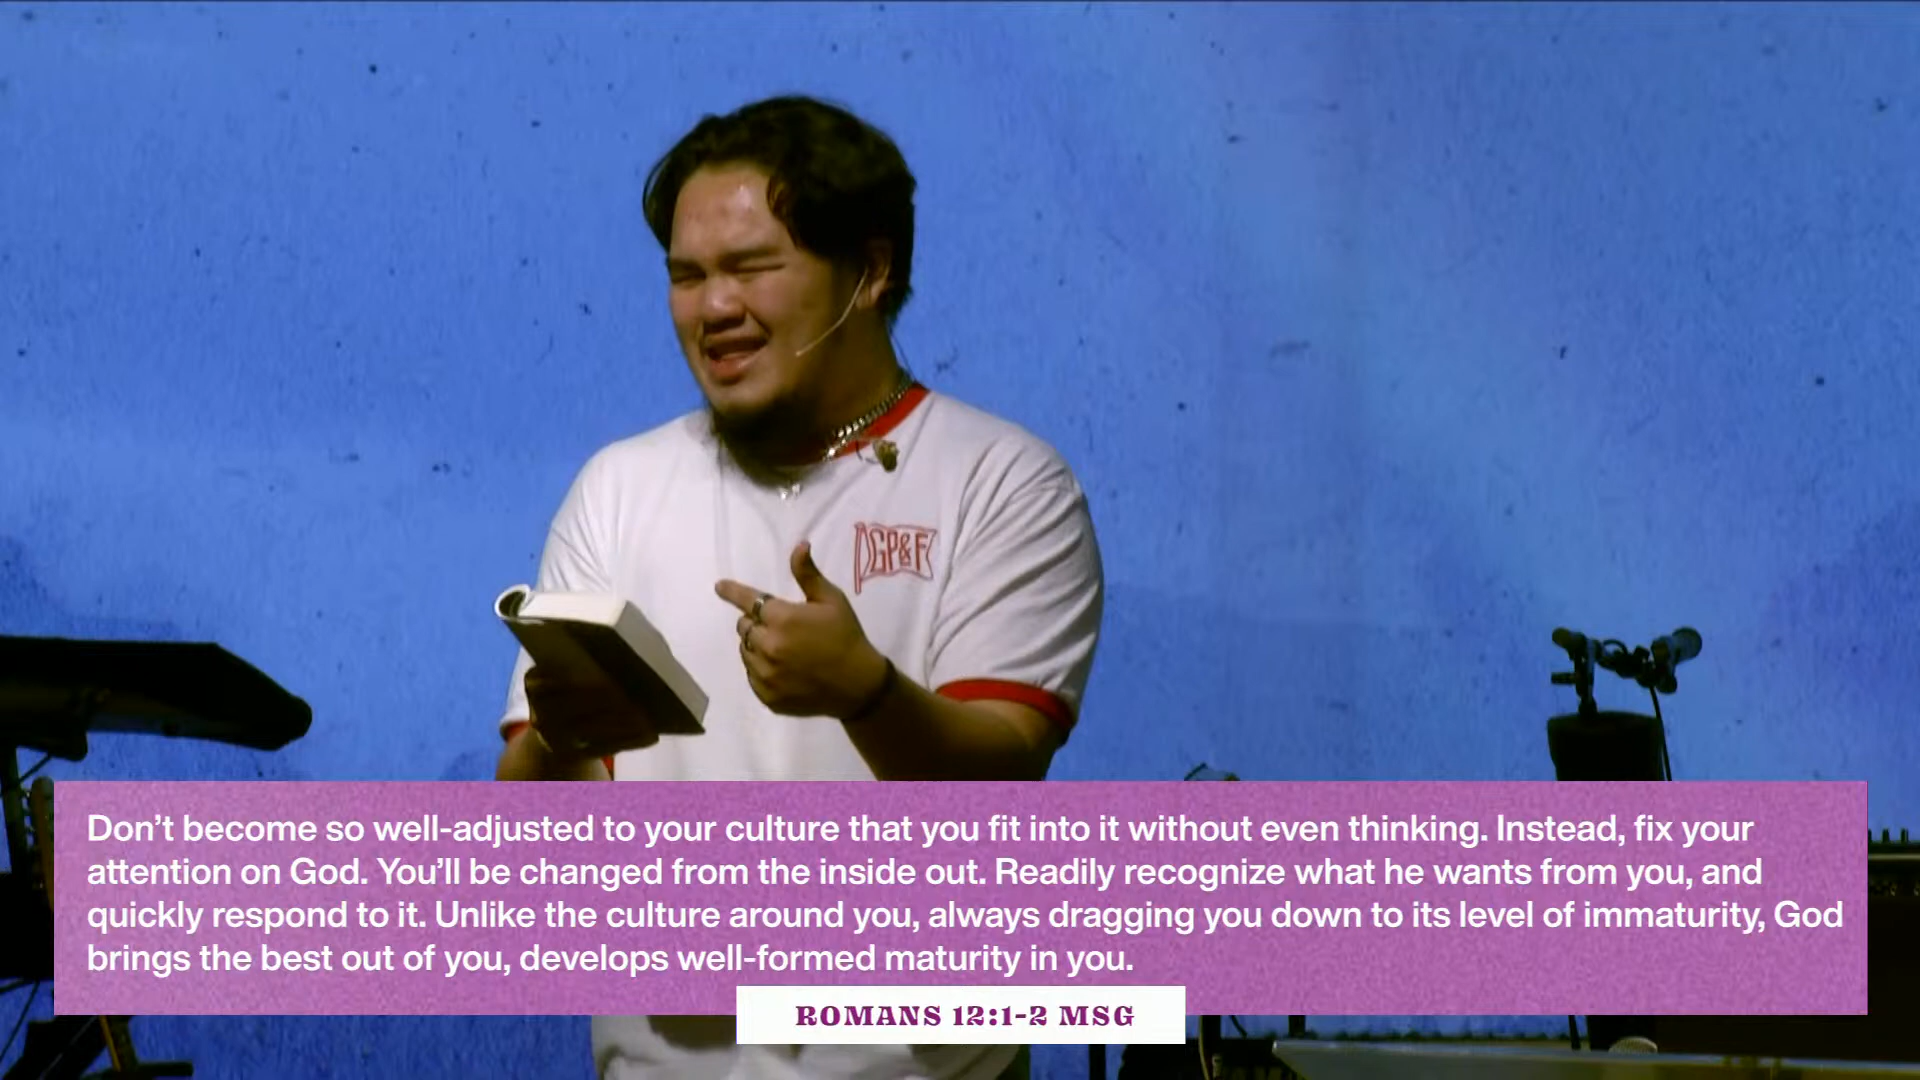 GP&F
Don’t become so well-adjusted to your culture that you fit into it without even thinking. Instead, fix your
attention on God. You’ll be changed from the inside out. Readily recognize what he wants from you, and
quickly respond to it. Unlike the culture around you, always dragging you down to its level of immaturity, God
brings the best out of you, develops well-formed maturity in you.
ROMANS 12:1-2 MSG